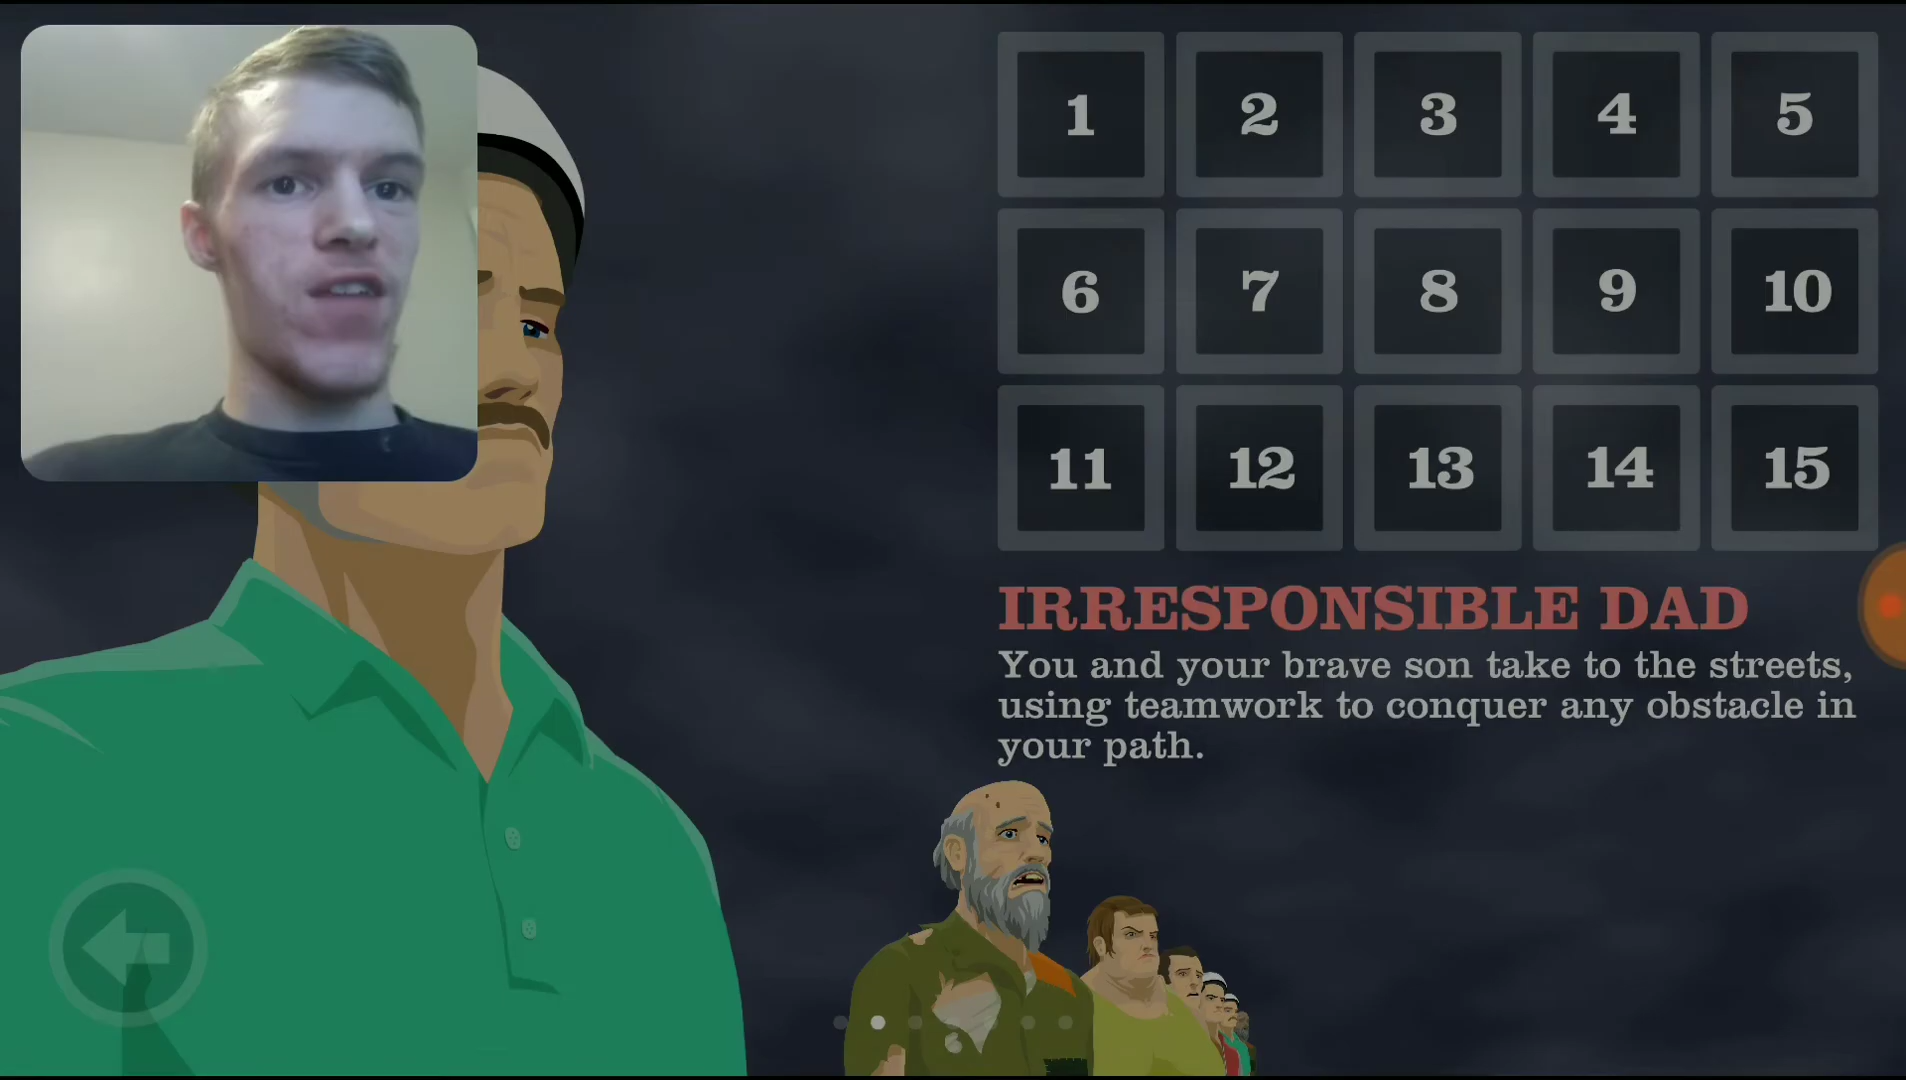 1 2 3 4 5
6 7 8 9 10
11 12 13 14 15
IRRESPONSIBLE DAD
You and your brave son take to the streets,
using teamwork to conquer any obstacle in
your path.